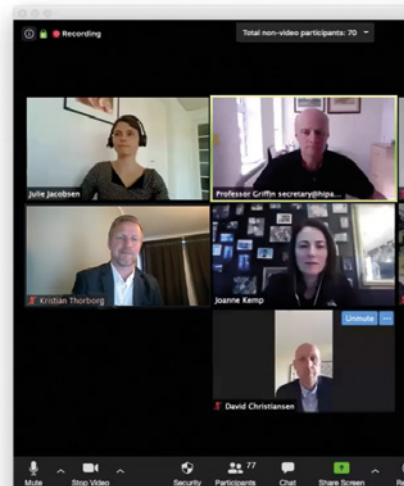 Recording
Total non-video participants: 70
Julie Jacobsen
Professor Griffin secretary@hipa...
Kristian Thorborg
Joanne Kemp
Unmute
...
David Christiansen
77
Mute
Stop Video
Security
Participants
Chat
Share Screen
Re